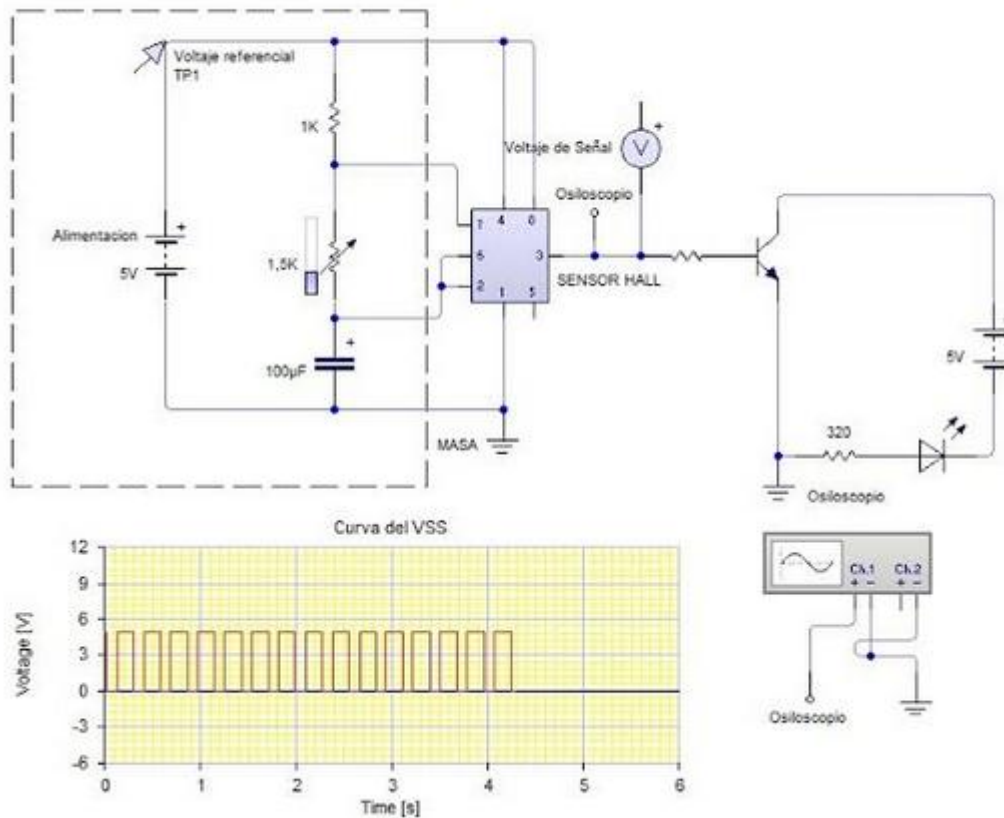 Voltaje referencial
TP1
1K
Alimentacion
5V
1,5K
100µF
MASA
7
6
2
4
8
3
1
5
SENSOR HALL
Osiloscopio
Voltaje de Señal
V
5V
320
Osiloscopio
Ch.1
Ch.2
Osiloscopio
Curva del VSS
Voltage [V]
12
9
6
3
0
-3
-6
0
1
2
3
4
5
6
Time [s]